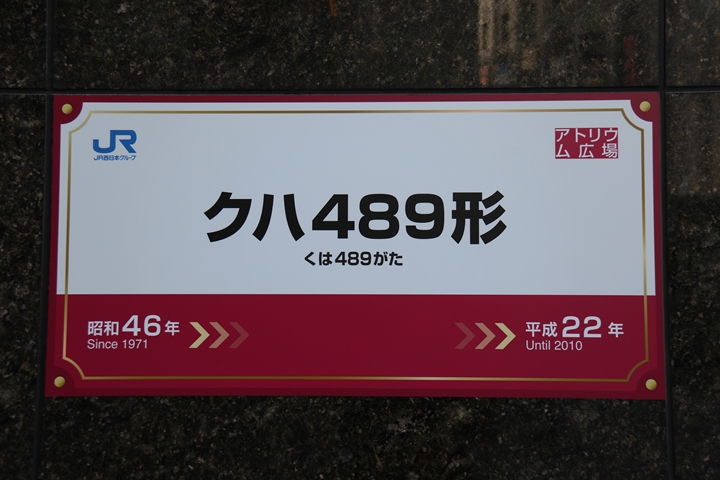 JR
JR西日本グループ
アトリウ
ム広場
クハ489形
くは489がた
昭和46年
Since 1971
平成22年
Until 2010